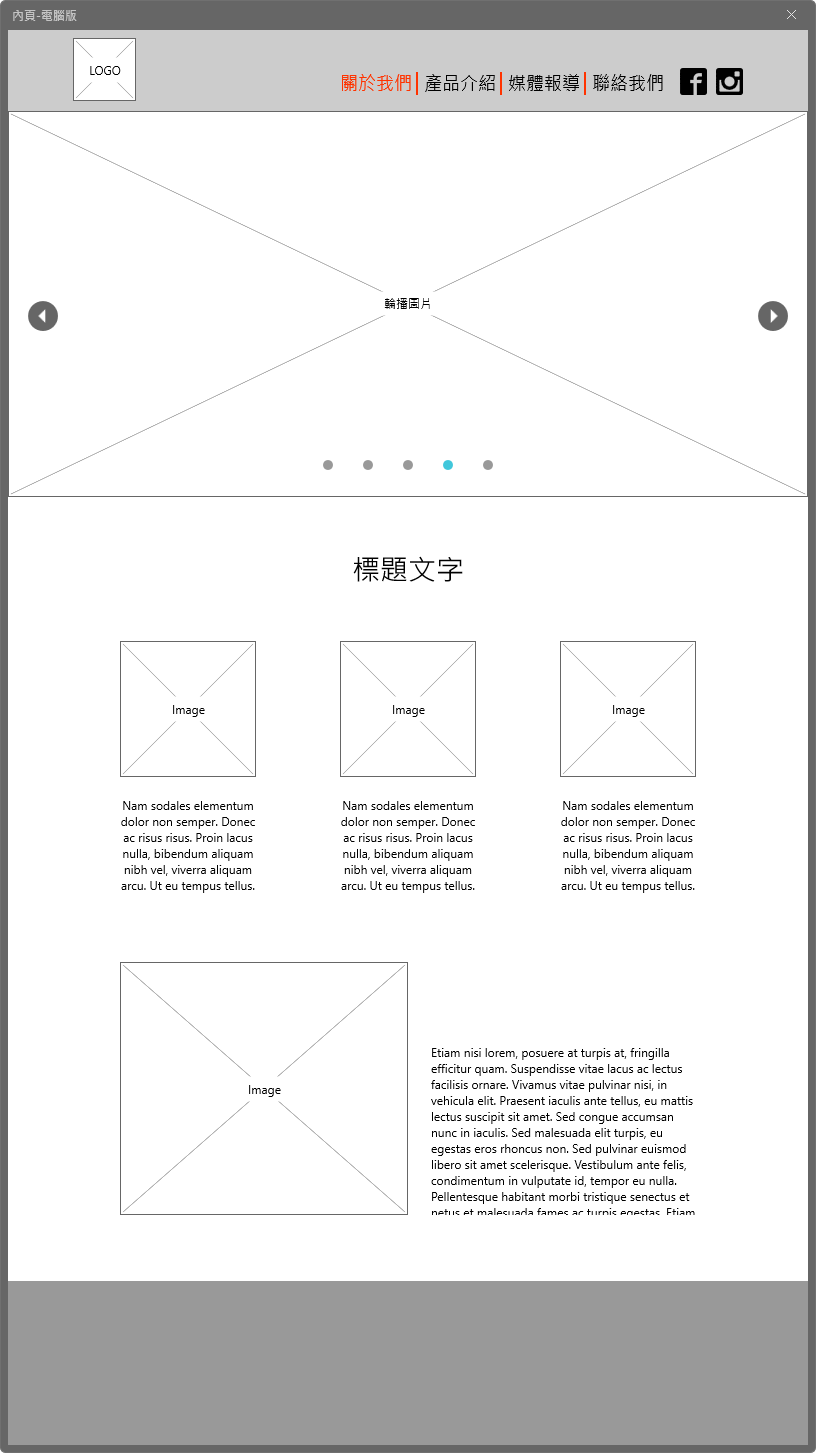 內頁-電腦版
LOGO
關於我們 產品介紹 媒體報導 聯絡我們
輪播圖片
標題文字
Image Image Image
Nam sodales elementum
dolor non semper. Donec
ac risus risus. Proin lacus
nulla, bibendum aliquam
nibh vel, viverra aliquam
arcu. Ut eu tempus tellus.
Nam sodales elementum
dolor non semper. Donec
ac risus risus. Proin lacus
nulla, bibendum aliquam
nibh vel, viverra aliquam
arcu. Ut eu tempus tellus.
Nam sodales elementum
dolor non semper. Donec
ac risus risus. Proin lacus
nulla, bibendum aliquam
nibh vel, viverra aliquam
arcu. Ut eu tempus tellus.
Image
Etiam nisi lorem, posuere at turpis at, fringilla
efficitur quam. Suspendisse vitae lacus ac lectus
facilisis ornare. Vivamus vitae pulvinar nisi, in
vehicula elit. Praesent iaculis ante tellus, eu mattis
lectus suscipit sit amet. Sed congue accumsan
nunc in iaculis. Sed malesuada elit turpis, eu
egestas eros rhoncus non. Sed pulvinar euismod
libero sit amet scelerisque. Vestibulum ante felis,
condimentum in vulputate id, tempor eu nulla.
Pellentesque habitant morbi tristique senectus et
netus et malesuada fames ac turpis egestas. Etiam